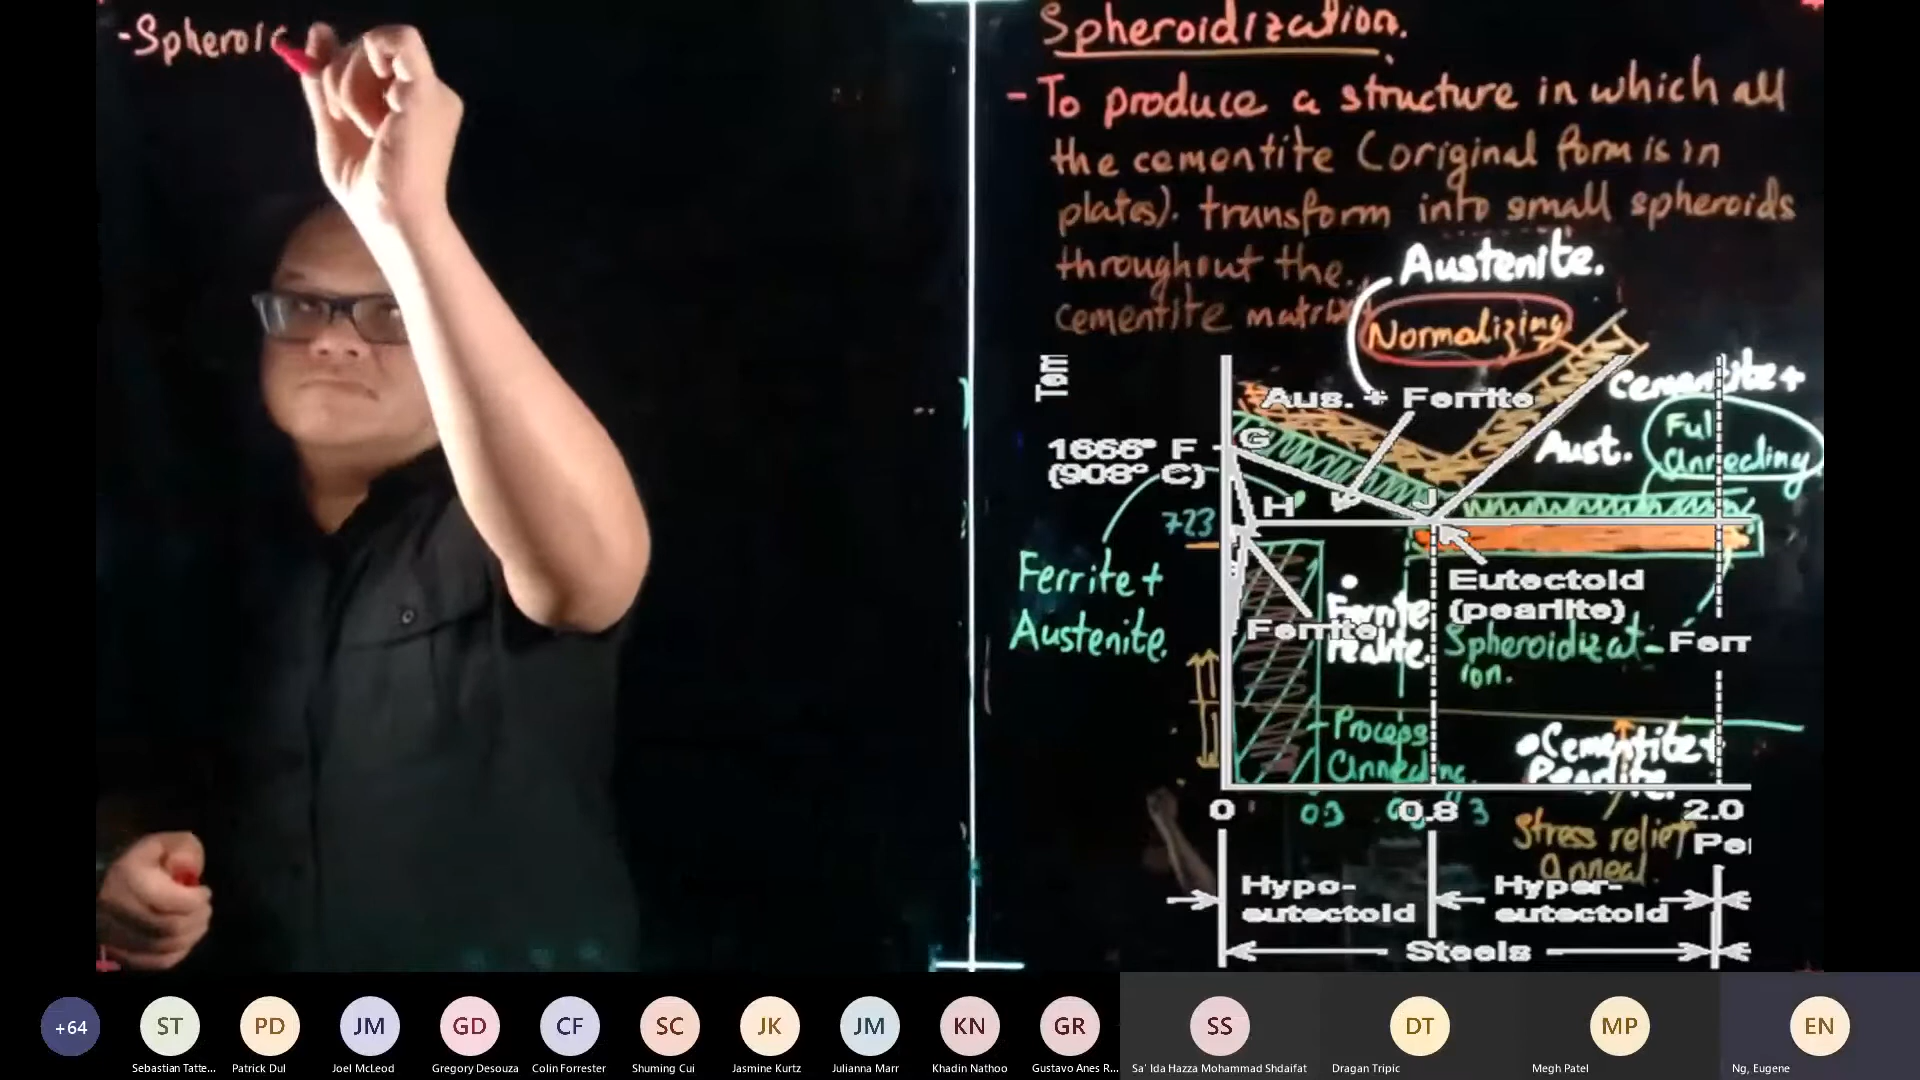 -Spheroic
Spheroidization.
- To produce a structure in which all
the cementite (original form is in
plates). transform into small spheroids
throughout the.
cementite matrix
Austenite.
Normalizing
Tem
Aus. + Ferrite
Cementite +
Aust.
Full
annealing
1666° F
(908° C)
G
H
J
723
Ferrite +
Austenite.
Eutectoid
(pearlite)
Ferrite
Ferrite
Spheroidizat-
ion.
Ferr
Process
annealing.
Cementite +
Pearlite.
0
0.3
0.8
3
2.0
Stress relief
anneal.
Pe
Hypo-
eutectoid
Hyper-
eutectoid
Steels
+64
ST
PD
JM
GD
CF
SC
JK
JM
KN
GR
SS
DT
MP
EN
Sebastian Tatte...
Patrick Dul
Joel McLeod
Gregory Desouza
Colin Forrester
Shuming Cui
Jasmine Kurtz
Julianna Marr
Khadin Nathoo
Gustavo Anes R...
Sa' Ida Hazza Mohammad Shdaifat
Dragan Tripic
Megh Patel
Ng, Eugene